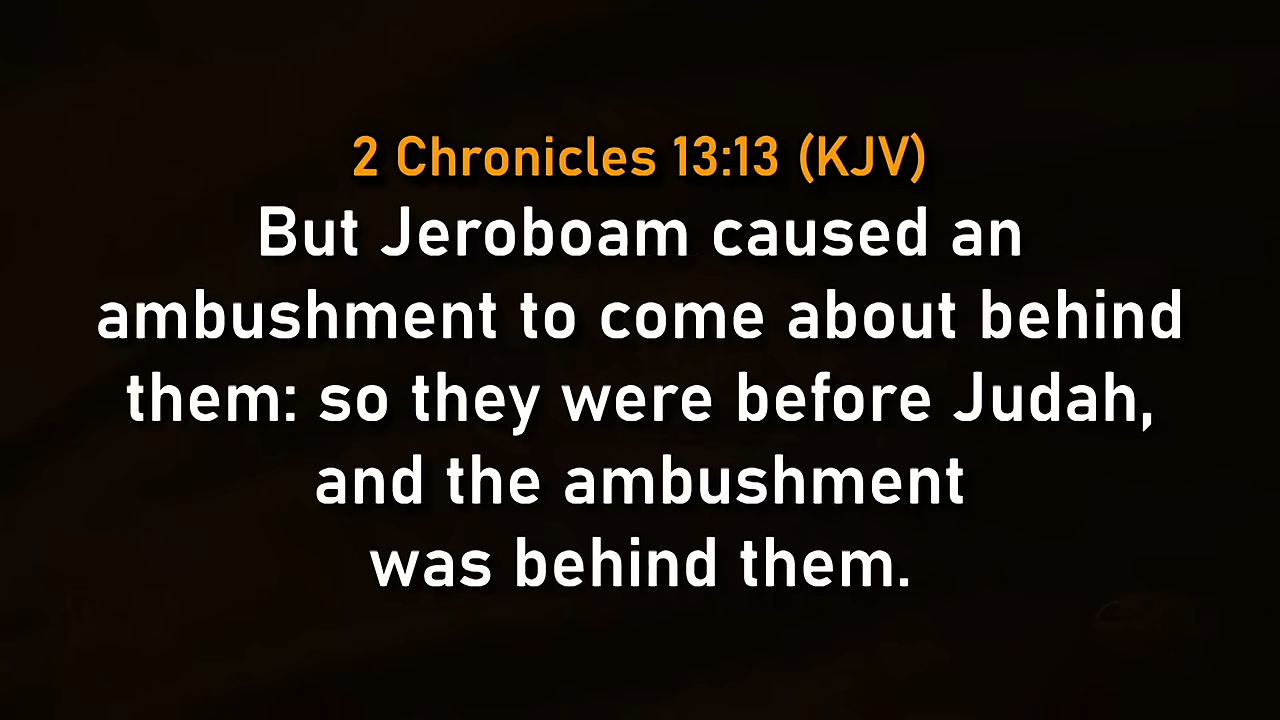 2 Chronicles 13:13 (KJV)
But Jeroboam caused an
ambushment to come about behind
them: so they were before Judah,
and the ambushment
was behind them.